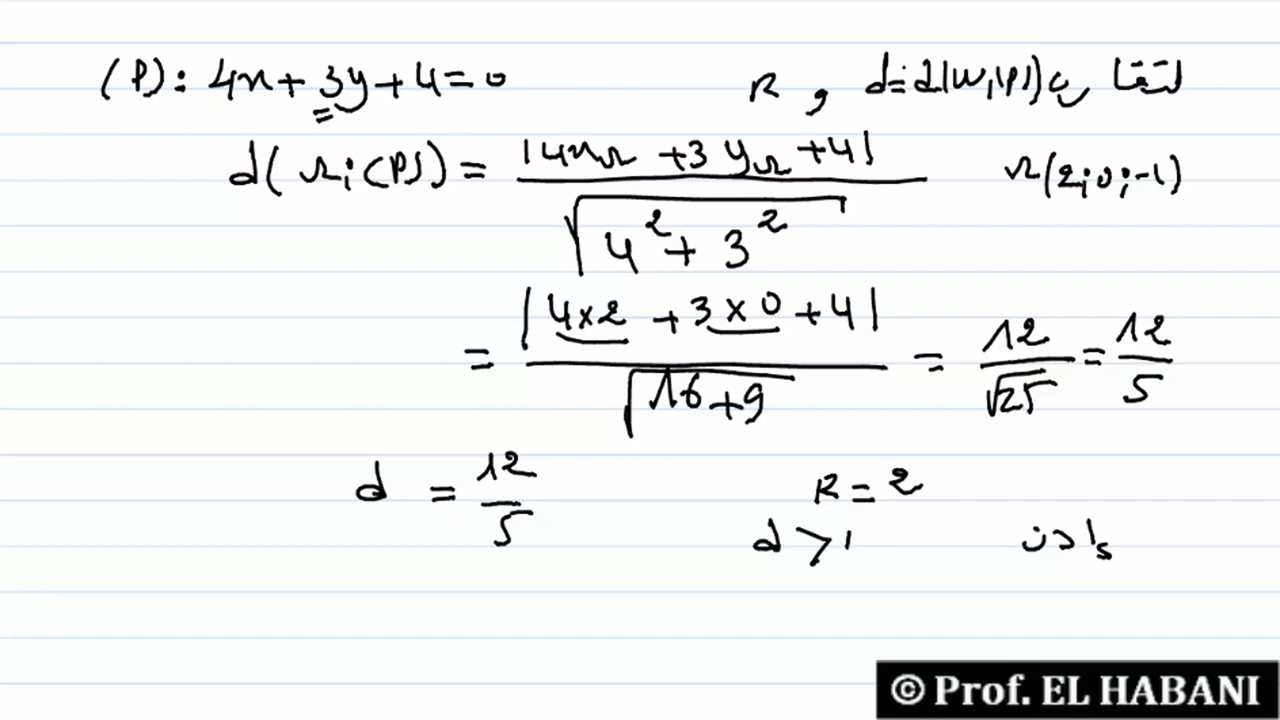 (P): 4x + 3y + 4 = 0
لنقارن d = d(Ω,(P)) و R
d(Ω;(P)) = |4xΩ + 3yΩ + 4| / √(4² + 3²)
Ω(2;0;-1)
= |4×2 + 3×0 + 4| / √(16+9) = 12/√25 = 12/5
d = 12/5
R = 2
إذن d > 1
© Prof. EL HABANI